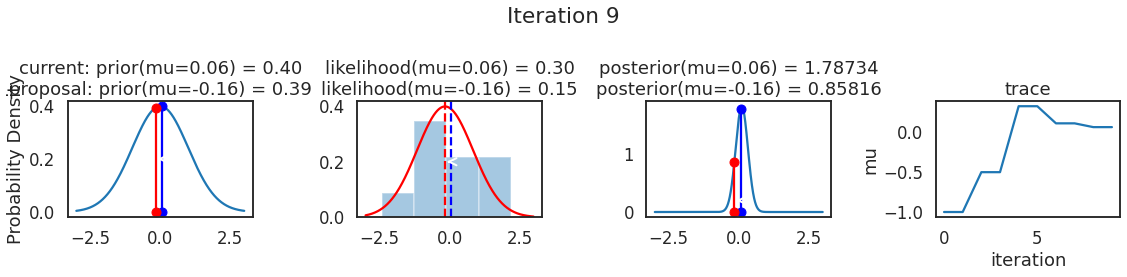 Iteration 9
current: prior(mu=0.06) = 0.40
proposal: prior(mu=-0.16) = 0.39
likelihood(mu=0.06) = 0.30
likelihood(mu=-0.16) = 0.15
posterior(mu=0.06) = 1.78734
posterior(mu=-0.16) = 0.85816
trace
Probability Density
0.4
0.2
0.0
−2.5 0.0 2.5
0.4
0.2
0.0
−2.5 0.0 2.5
1
0
−2.5 0.0 2.5
mu
0.0
−0.5
−1.0
0 5
iteration